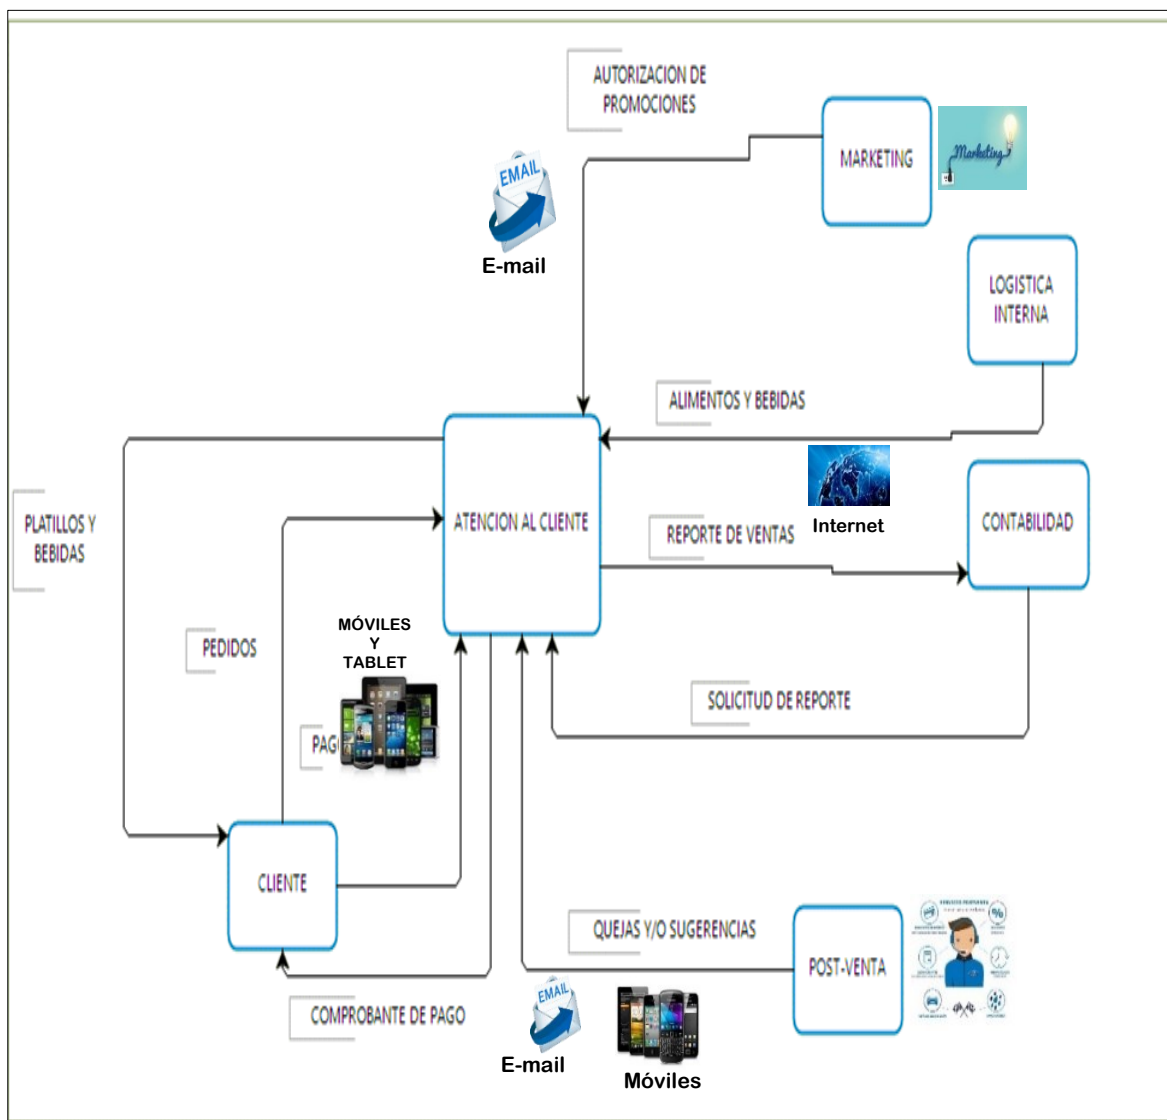 AUTORIZACION DE
PROMOCIONES
MARKETING
Marketing
EMAIL
E-mail
LOGISTICA
INTERNA
ALIMENTOS Y BEBIDAS
PLATILLOS Y
BEBIDAS
ATENCION AL CLIENTE
Internet
REPORTE DE VENTAS
CONTABILIDAD
PEDIDOS
MÓVILES
Y
TABLET
SOLICITUD DE REPORTE
CLIENTE
QUEJAS Y/O SUGERENCIAS
POST-VENTA
COMPROBANTE DE PAGO
EMAIL
E-mail
Móviles